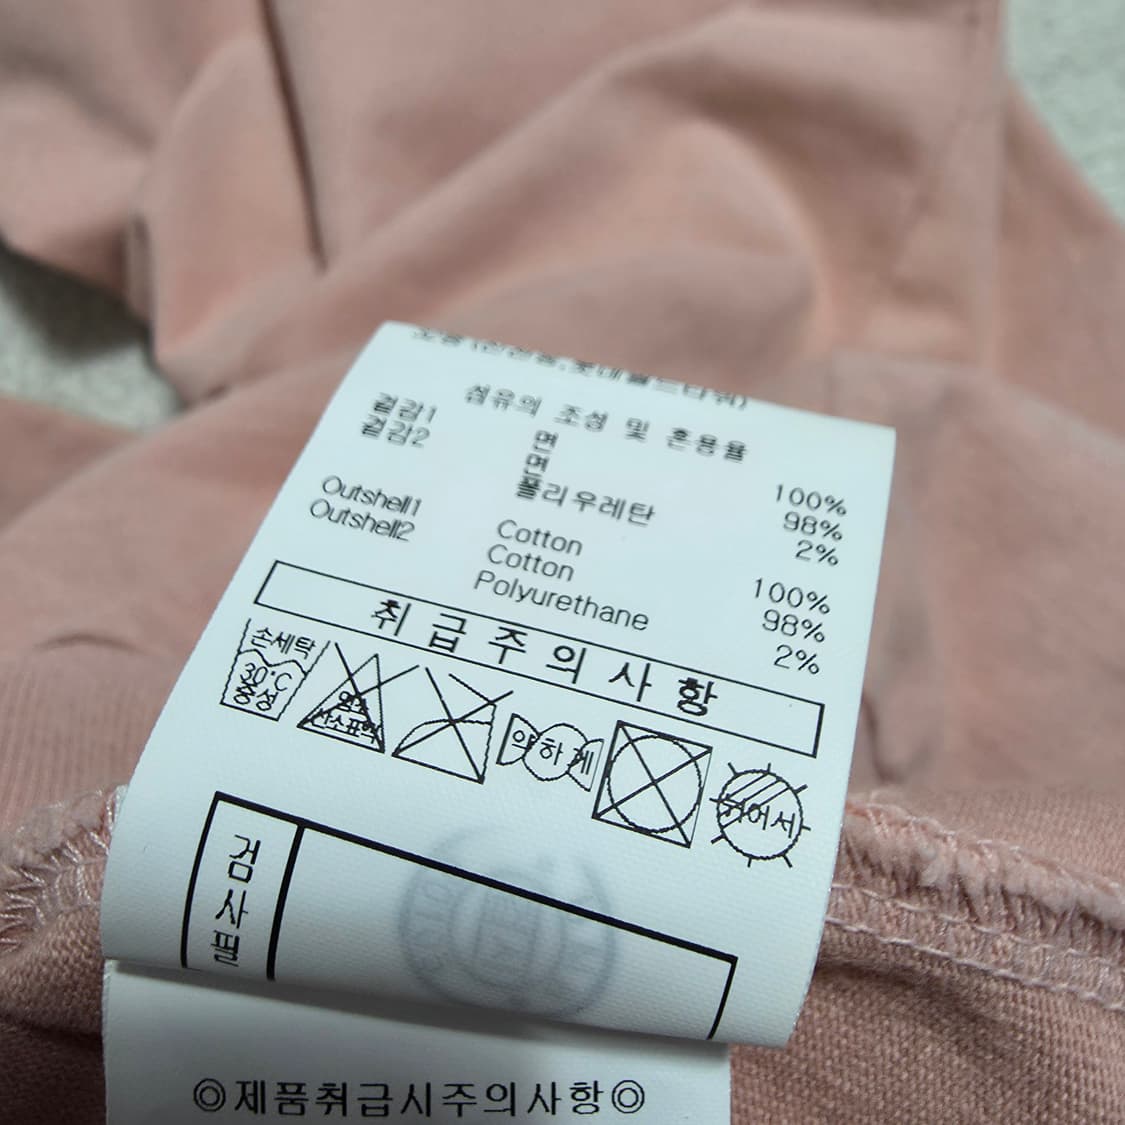 섬유의 조성 및 혼용율
겉감1 면 100%
겉감2 면 98%
폴리우레탄 2%
Outshell1 Cotton 100%
Outshell2 Cotton 98%
Polyurethane 2%
취급주의사항
손세탁
30°C
중성
염소
산소표백
약하게
뉘어서
검사필
◎제품취급시주의사항◎